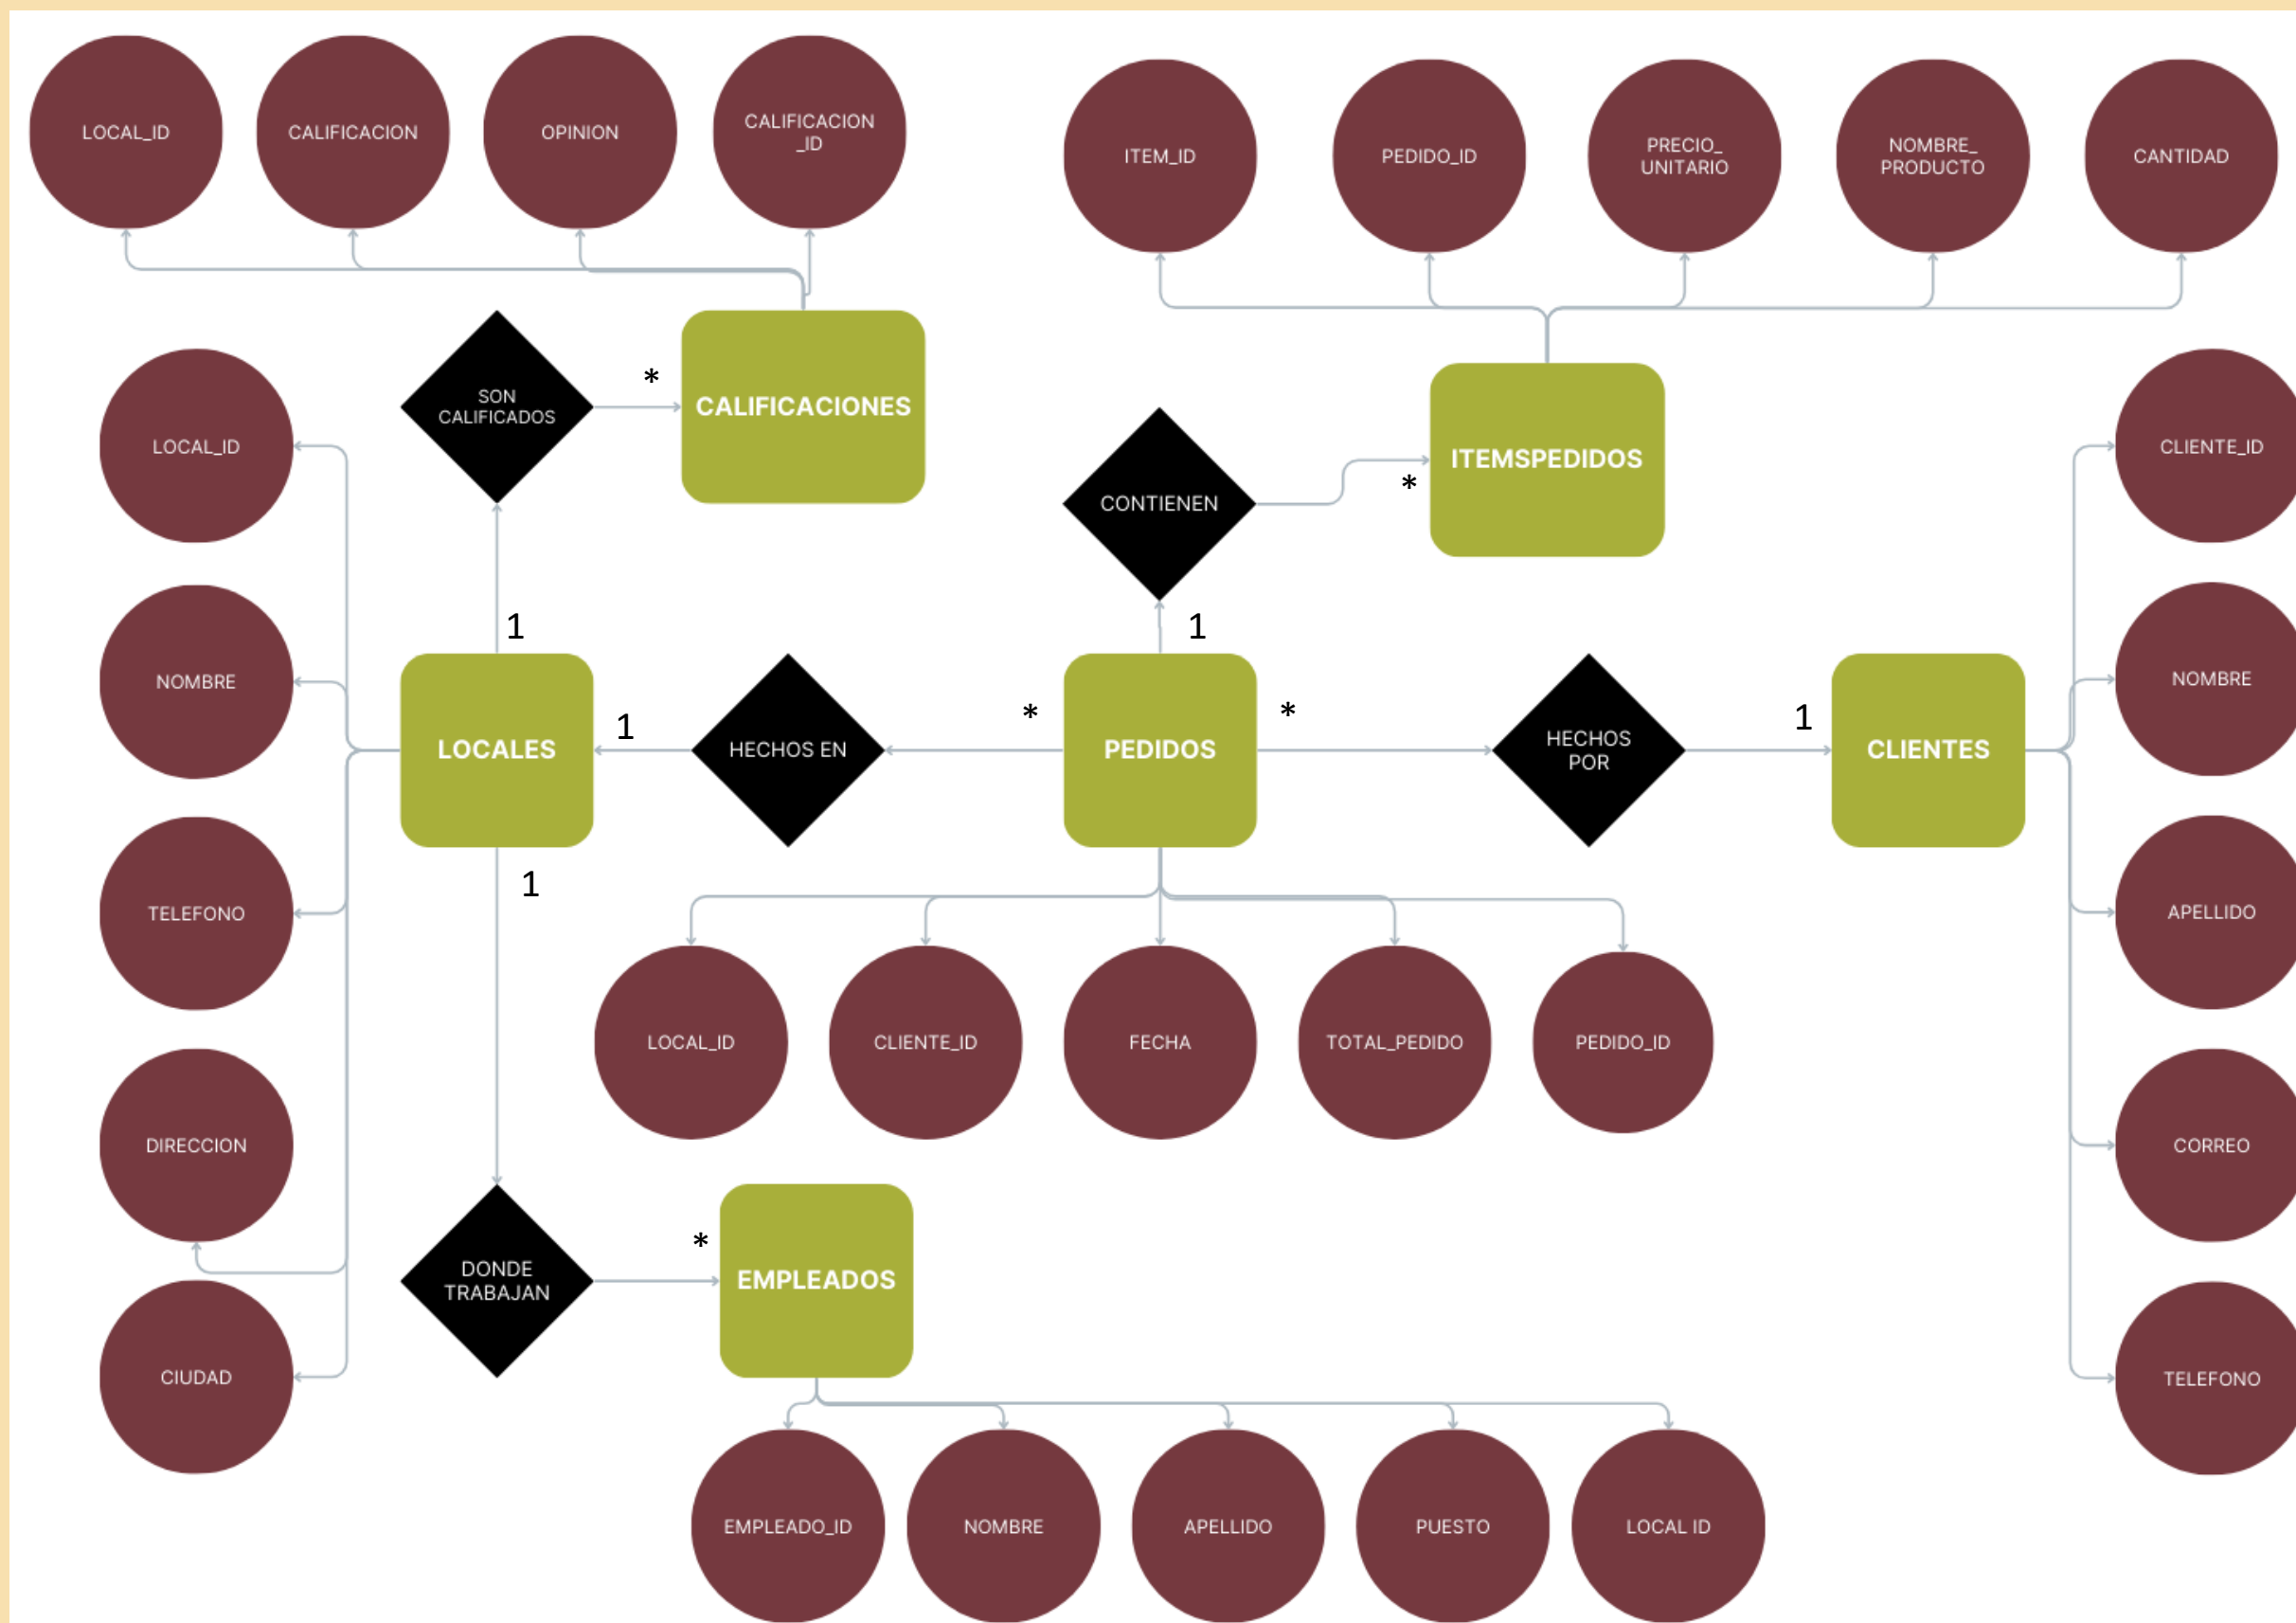 LOCAL_ID
CALIFICACION
OPINION
CALIFICACION
_ID
ITEM_ID
PEDIDO_ID
PRECIO_
UNITARIO
NOMBRE_
PRODUCTO
CANTIDAD
SON
CALIFICADOS
*
CALIFICACIONES
LOCAL_ID
CONTIENEN
*
ITEMSPEDIDOS
CLIENTE_ID
NOMBRE
1
1
NOMBRE
LOCALES
1
HECHOS EN
*
PEDIDOS
*
HECHOS
POR
1
CLIENTES
1
TELEFONO
APELLIDO
LOCAL_ID
CLIENTE_ID
FECHA
TOTAL_PEDIDO
PEDIDO_ID
DIRECCION
CORREO
DONDE
TRABAJAN
*
EMPLEADOS
CIUDAD
TELEFONO
EMPLEADO_ID
NOMBRE
APELLIDO
PUESTO
LOCAL ID